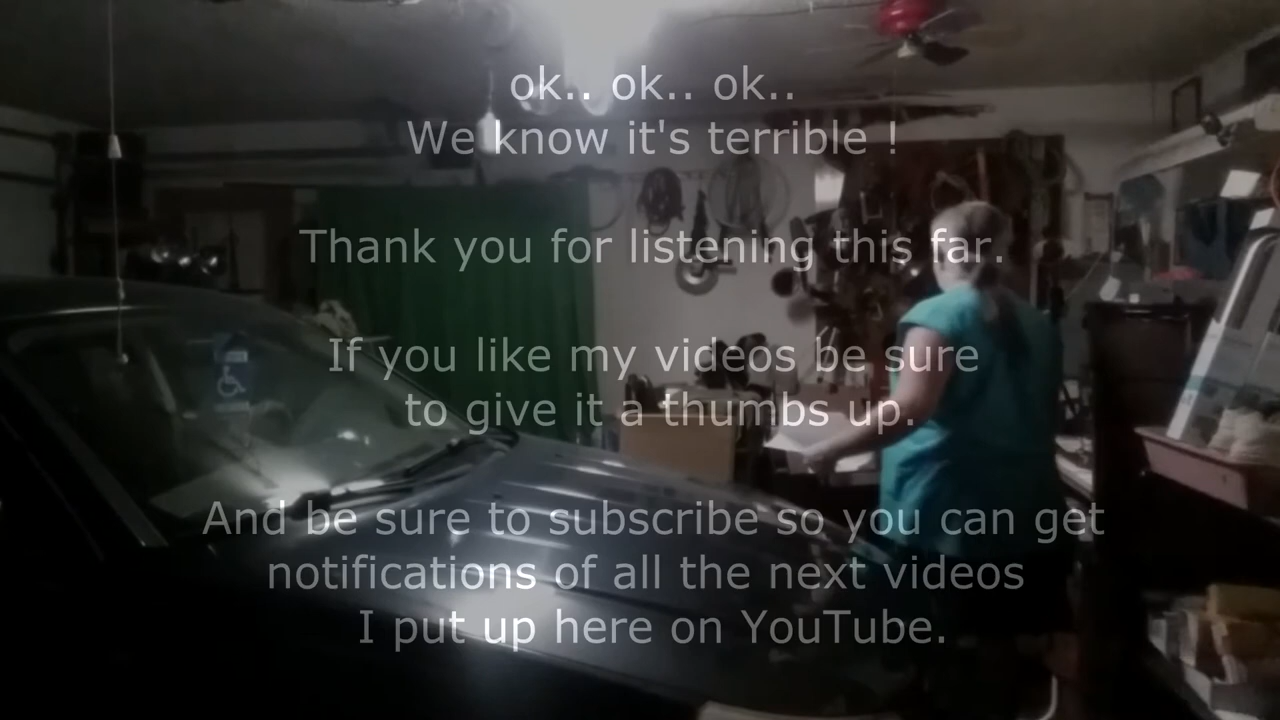 ok.. ok.. ok..
We know it's terrible !
Thank you for listening this far.
If you like my videos be sure
to give it a thumbs up.
And be sure to subscribe so you can get
notifications of all the next videos
I put up here on YouTube.